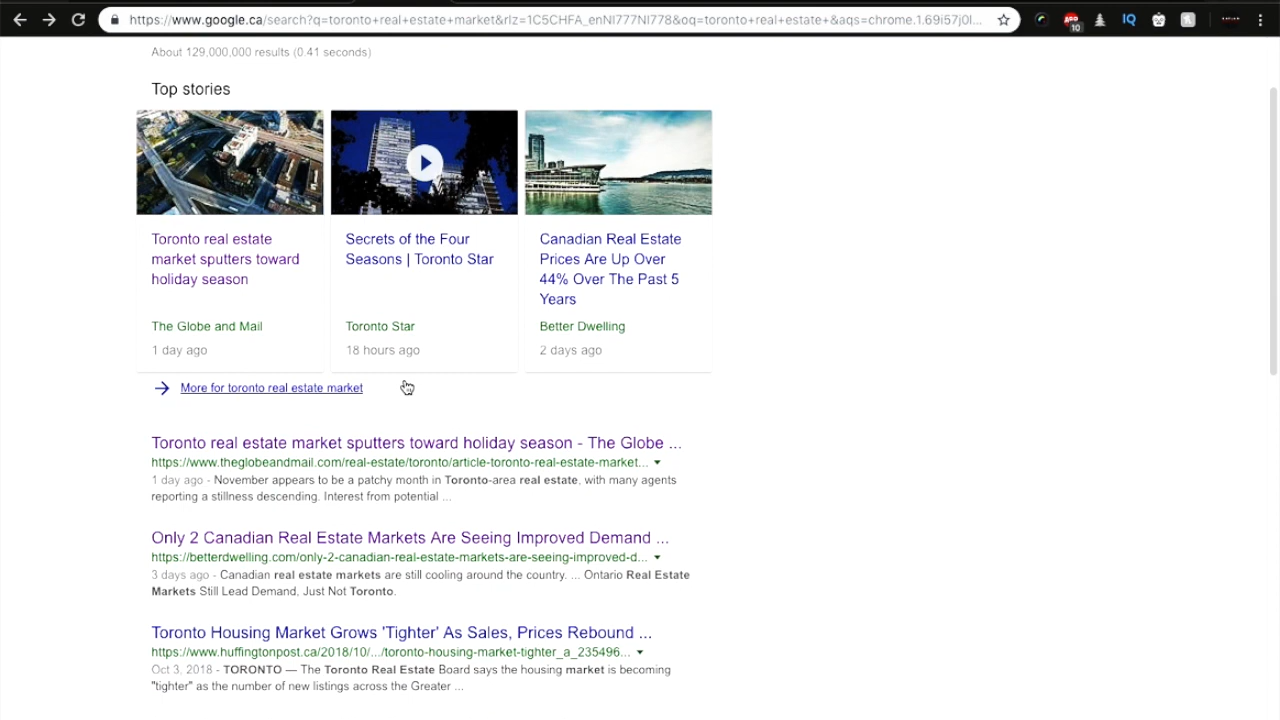 https://www.google.ca/search?q=toronto+real+estate+market&rlz=1C5CHFA_enNI777NI778&oq=toronto+real+estate+&aqs=chrome.1.69i57j0l...
10
IQ
About 129,000,000 results (0.41 seconds)
Top stories
Toronto real estate
market sputters toward
holiday season
The Globe and Mail
1 day ago
Secrets of the Four
Seasons | Toronto Star
Toronto Star
18 hours ago
Canadian Real Estate
Prices Are Up Over
44% Over The Past 5
Years
Better Dwelling
2 days ago
More for toronto real estate market
Toronto real estate market sputters toward holiday season - The Globe ...
https://www.theglobeandmail.com/real-estate/toronto/article-toronto-real-estate-market...
1 day ago - November appears to be a patchy month in Toronto-area real estate, with many agents
reporting a stillness descending. Interest from potential ...
Only 2 Canadian Real Estate Markets Are Seeing Improved Demand ...
https://betterdwelling.com/only-2-canadian-real-estate-markets-are-seeing-improved-d...
3 days ago - Canadian real estate markets are still cooling around the country. ... Ontario Real Estate
Markets Still Lead Demand, Just Not Toronto.
Toronto Housing Market Grows 'Tighter' As Sales, Prices Rebound ...
https://www.huffingtonpost.ca/2018/10/.../toronto-housing-market-tighter_a_235496...
Oct 3, 2018 - TORONTO — The Toronto Real Estate Board says the housing market is becoming
"tighter" as the number of new listings across the Greater ...